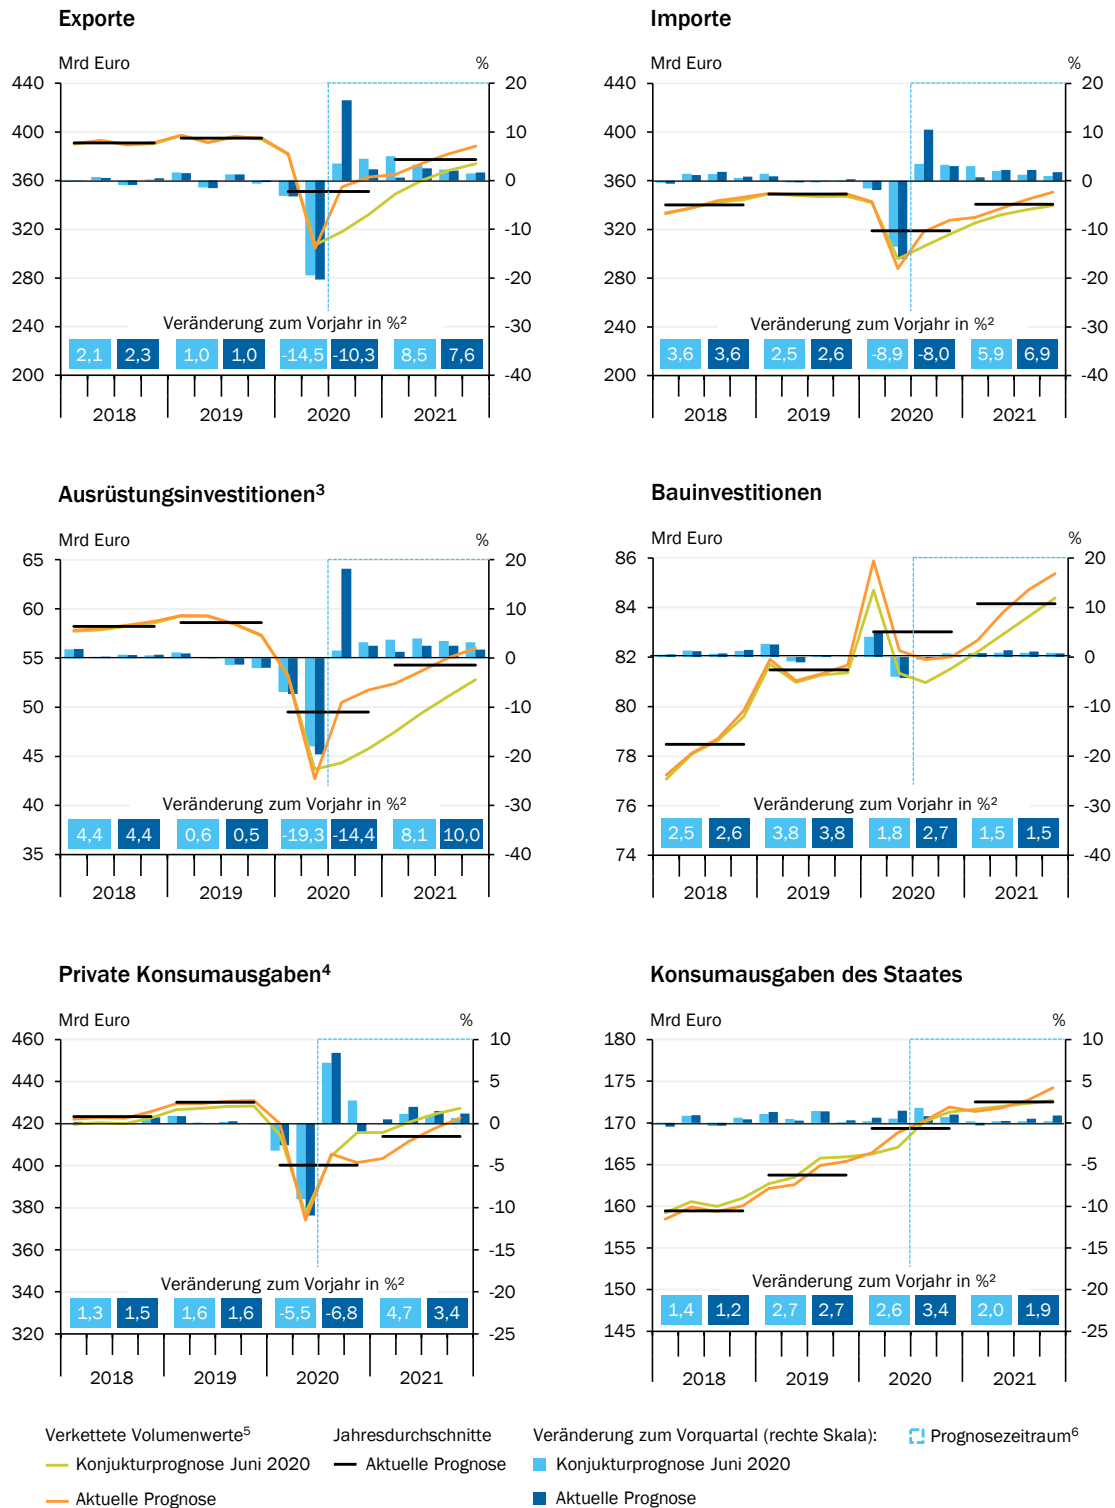 Exporte
Mrd Euro %
440 20
400 10
360 0
320 -10
280 -20
240 -30
200 -40
Veränderung zum Vorjahr in %²
2,1 2,3 1,0 1,0 -14,5 -10,3 8,5 7,6
2018 2019 2020 2021
Importe
Mrd Euro %
440 20
400 10
360 0
320 -10
280 -20
240 -30
200 -40
Veränderung zum Vorjahr in %²
3,6 3,6 2,5 2,6 -8,9 -8,0 5,9 6,9
2018 2019 2020 2021
Ausrüstungsinvestitionen³
Mrd Euro %
65 20
60 10
55 0
50 -10
45 -20
40 -30
35 -40
Veränderung zum Vorjahr in %²
4,4 4,4 0,6 0,5 -19,3 -14,4 8,1 10,0
2018 2019 2020 2021
Bauinvestitionen
Mrd Euro %
86 20
84 10
82 0
80 -10
78 -20
76 -30
74 -40
Veränderung zum Vorjahr in %²
2,5 2,6 3,8 3,8 1,8 2,7 1,5 1,5
2018 2019 2020 2021
Private Konsumausgaben⁴
Mrd Euro %
460 10
440 5
420 0
400 -5
380 -10
360 -15
340 -20
320 -25
Veränderung zum Vorjahr in %²
1,3 1,5 1,6 1,6 -5,5 -6,8 4,7 3,4
2018 2019 2020 2021
Konsumausgaben des Staates
Mrd Euro %
180 10
175 5
170 0
165 -5
160 -10
155 -15
150 -20
145 -25
Veränderung zum Vorjahr in %²
1,4 1,2 2,7 2,7 2,6 3,4 2,0 1,9
2018 2019 2020 2021
Verkettete Volumenwerte⁵ Jahresdurchschnitte Veränderung zum Vorquartal (rechte Skala): Prognosezeitraum⁶
Konjukturprognose Juni 2020 Aktuelle Prognose Konjukturprognose Juni 2020
Aktuelle Prognose Aktuelle Prognose